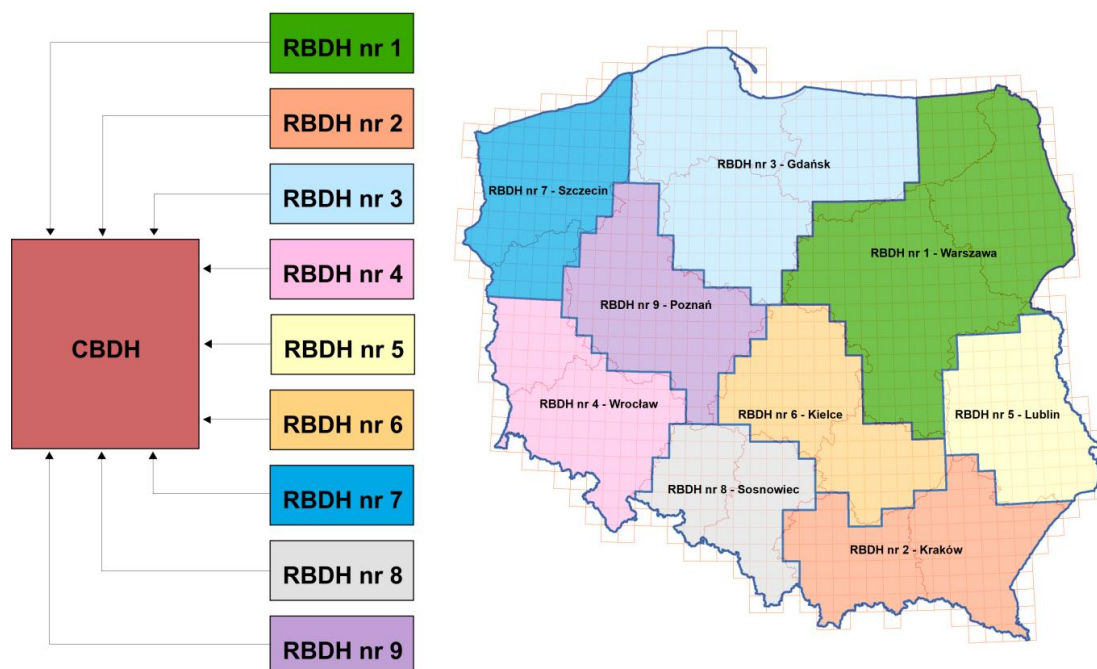 RBDH nr 1
RBDH nr 2
RBDH nr 3
RBDH nr 4
RBDH nr 5
RBDH nr 6
RBDH nr 7
RBDH nr 8
RBDH nr 9
CBDH
RBDH nr 3 - Gdańsk
RBDH nr 7 - Szczecin
RBDH nr 1 - Warszawa
RBDH nr 9 - Poznań
RBDH nr 4 - Wrocław
RBDH nr 6 - Kielce
RBDH nr 5 - Lublin
RBDH nr 8 - Sosnowiec
RBDH nr 2 - Kraków